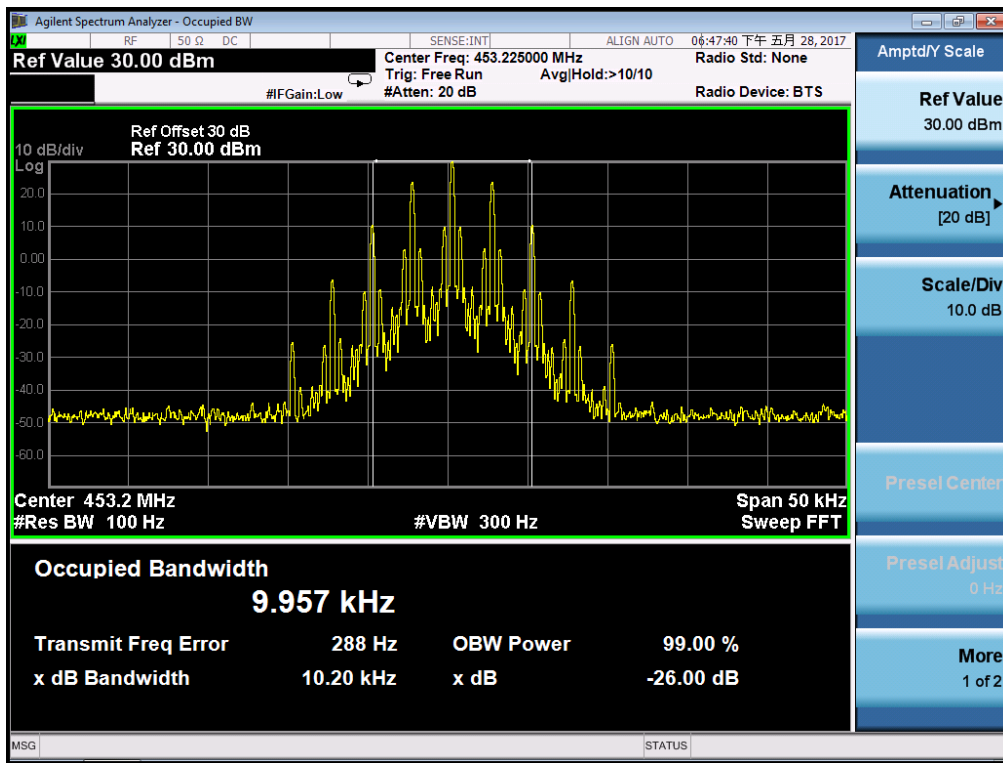 Agilent Spectrum Analyzer - Occupied BW
LXI
RF
50 Ω
DC
SENSE:INT
ALIGN AUTO
06:47:40 下午 五月 28, 2017
Ref Value 30.00 dBm
Center Freq: 453.225000 MHz
Radio Std: None
Trig: Free Run
Avg|Hold:>10/10
#IFGain:Low
#Atten: 20 dB
Radio Device: BTS
Ref Offset 30 dB
10 dB/div
Ref 30.00 dBm
Log
20.0
10.0
0.00
-10.0
-20.0
-30.0
-40.0
-50.0
-60.0
Center 453.2 MHz
Span 50 kHz
#Res BW 100 Hz
#VBW 300 Hz
Sweep FFT
Occupied Bandwidth
9.957 kHz
Transmit Freq Error
288 Hz
OBW Power
99.00 %
x dB Bandwidth
10.20 kHz
x dB
-26.00 dB
MSG
STATUS
Amptd/Y Scale
Ref Value
30.00 dBm
Attenuation
[20 dB]
Scale/Div
10.0 dB
Presel Center
Presel Adjust
0 Hz
More
1 of 2